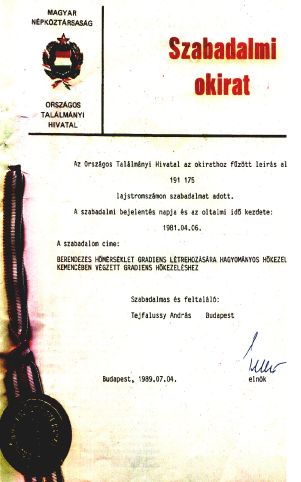 MAGYAR
NÉPKÖZTÁRSASÁG
ORSZÁGOS
TALÁLMÁNYI
HIVATAL
Szabadalmi
okirat
Az Országos Találmányi Hivatal az okirathoz fűzött leírás al
191 175
lajstromszámon szabadalmat adott.
A szabadalmi bejelentés napja és az oltalmi idő kezdete:
1981.04.06.
A szabadalom címe:
BERENDEZES HŐMÉRSÉKLET GRADIENS LÉTREHOZÁSÁRA HAGYOMÁNYOS HŐKEZEL
KEMENCÉBEN VÉGZETT GRADIENS HŐKEZELÉSHEZ
Szabadalmas és feltaláló:
Tejfalussy András Budapest
Budapest, 1989.07.04.
elnök